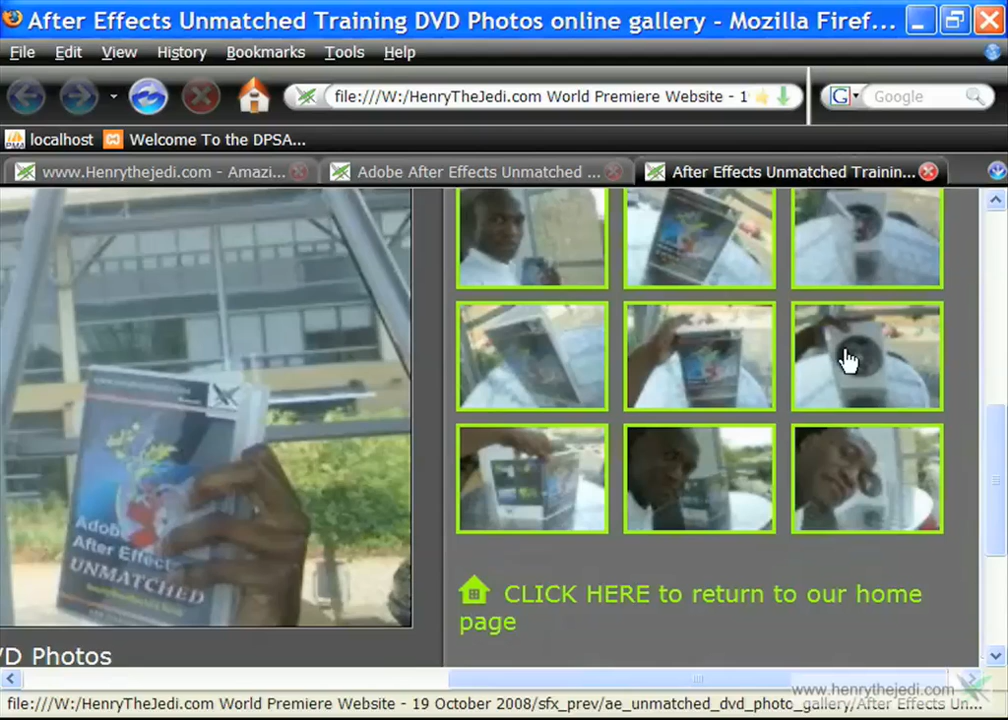 After Effects Unmatched Training DVD Photos online gallery - Mozilla Firef...
File Edit View History Bookmarks Tools Help
file:///W:/HenryTheJedi.com World Premiere Website - 1
G Google
localhost Welcome To the DPSA...
www.Henrythejedi.com - Amazi...
Adobe After Effects Unmatched ...
After Effects Unmatched Trainin...
Adobe
After Effect
UNMATCHED
CLICK HERE to return to our home
page
VD Photos
www.henrythejedi.com
file:///W:/HenryTheJedi.com World Premiere Website - 19 October 2008/sfx_prev/ae_unmatched_dvd_photo_gallery/After Effects Un...